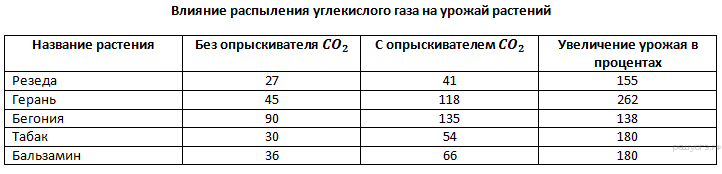 Влияние распыления углекислого газа на урожай растений
Название растения Без опрыскивателя CO₂ С опрыскивателем CO₂ Увеличение урожая в процентах
Резеда 27 41 155
Герань 45 118 262
Бегония 90 135 138
Табак 30 54 180
Бальзамин 36 66 180